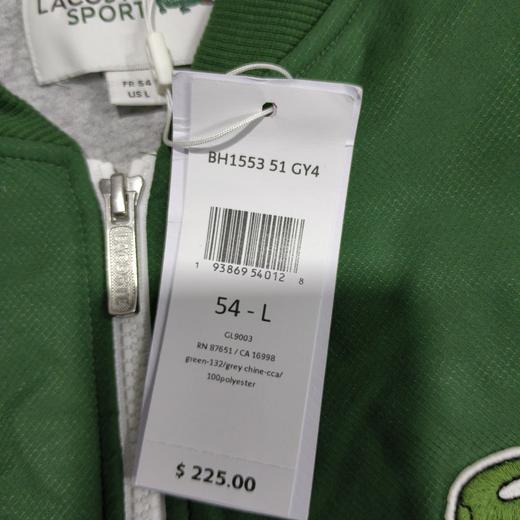 LACOSTE
SPORT
FR 54
US L
BH1553 51 GY4
1 93869 54012 8
54 - L
GL9003
RN 87651 / CA 16998
green-132/grey chine-cca/
100polyester
$ 225.00
LACOSTE